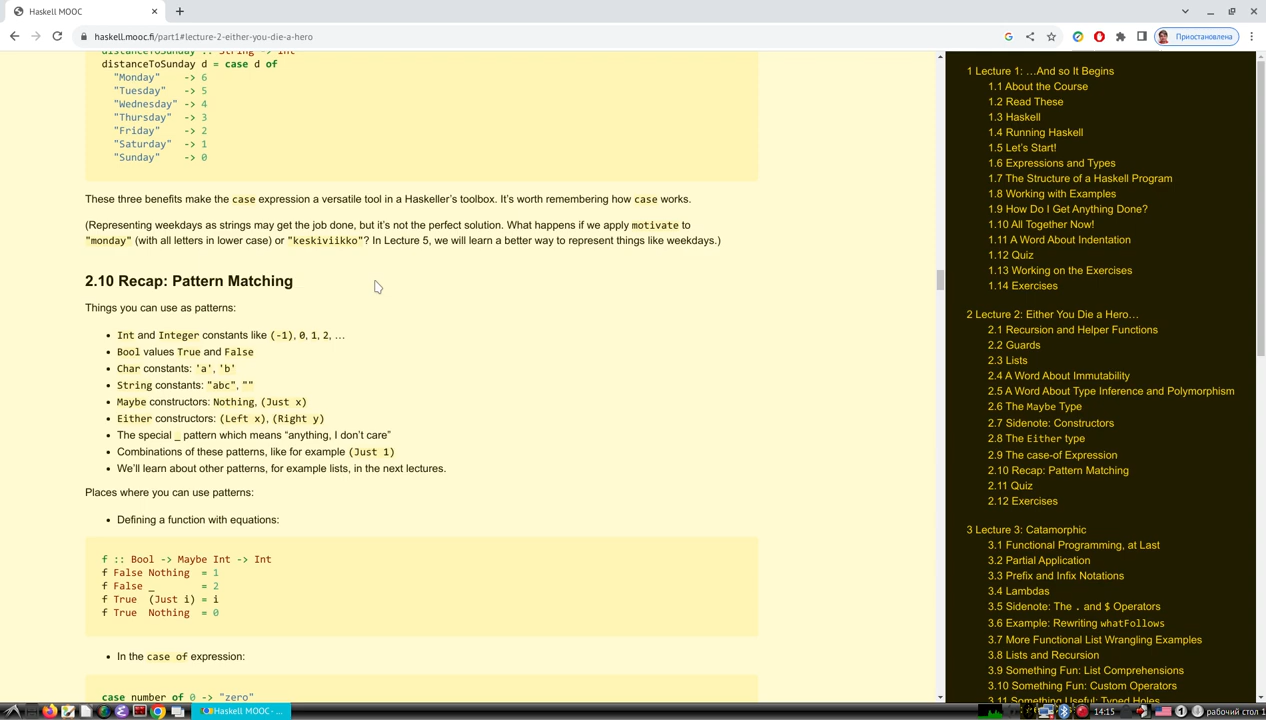 Haskell MOOC
haskell.mooc.fi/part1#lecture-2-either-you-die-a-hero
Приостановлена
distanceToSunday :: String -> Int
distanceToSunday d = case d of
"Monday" -> 6
"Tuesday" -> 5
"Wednesday" -> 4
"Thursday" -> 3
"Friday" -> 2
"Saturday" -> 1
"Sunday" -> 0
These three benefits make the case expression a versatile tool in a Haskeller’s toolbox. It’s worth remembering how case works.
(Representing weekdays as strings may get the job done, but it’s not the perfect solution. What happens if we apply motivate to
"monday" (with all letters in lower case) or "keskiviikko"? In Lecture 5, we will learn a better way to represent things like weekdays.)
2.10 Recap: Pattern Matching
Things you can use as patterns:
• Int and Integer constants like (-1), 0, 1, 2, …
• Bool values True and False
• Char constants: 'a', 'b'
• String constants: "abc", ""
• Maybe constructors: Nothing, (Just x)
• Either constructors: (Left x), (Right y)
• The special _ pattern which means “anything, I don’t care”
• Combinations of these patterns, like for example (Just 1)
• We’ll learn about other patterns, for example lists, in the next lectures.
Places where you can use patterns:
• Defining a function with equations:
f :: Bool -> Maybe Int -> Int
f False Nothing = 1
f False _ = 2
f True (Just i) = i
f True Nothing = 0
• In the case of expression:
case number of 0 -> "zero"
1 Lecture 1: …And so It Begins
1.1 About the Course
1.2 Read These
1.3 Haskell
1.4 Running Haskell
1.5 Let’s Start!
1.6 Expressions and Types
1.7 The Structure of a Haskell Program
1.8 Working with Examples
1.9 How Do I Get Anything Done?
1.10 All Together Now!
1.11 A Word About Indentation
1.12 Quiz
1.13 Working on the Exercises
1.14 Exercises
2 Lecture 2: Either You Die a Hero…
2.1 Recursion and Helper Functions
2.2 Guards
2.3 Lists
2.4 A Word About Immutability
2.5 A Word About Type Inference and Polymorphism
2.6 The Maybe Type
2.7 Sidenote: Constructors
2.8 The Either type
2.9 The case-of Expression
2.10 Recap: Pattern Matching
2.11 Quiz
2.12 Exercises
3 Lecture 3: Catamorphic
3.1 Functional Programming, at Last
3.2 Partial Application
3.3 Prefix and Infix Notations
3.4 Lambdas
3.5 Sidenote: The . and $ Operators
3.6 Example: Rewriting whatFollows
3.7 More Functional List Wrangling Examples
3.8 Lists and Recursion
3.9 Something Fun: List Comprehensions
3.10 Something Fun: Custom Operators
3.11 Something Useful: Typed Holes
Haskell MOOC - ...
14:15
рабочий стол 1